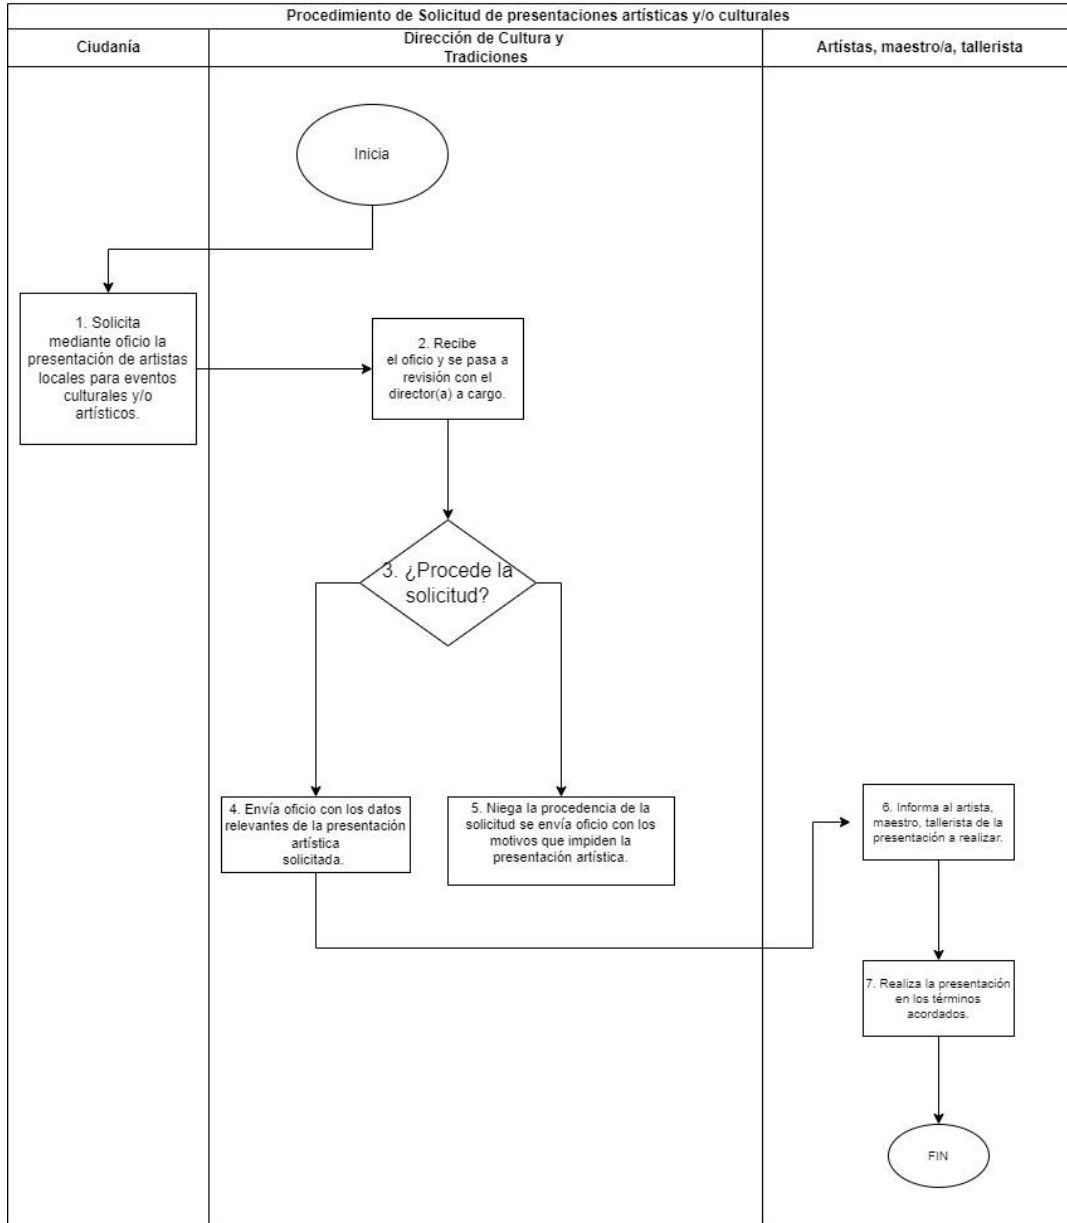 Procedimiento de Solicitud de presentaciones artísticas y/o culturales
Ciudanía
Dirección de Cultura y
Tradiciones
Artístas, maestro/a, tallerista
Inicia
1. Solicita
mediante oficio la
presentación de artistas
locales para eventos
culturales y/o
artísticos.
2. Recibe
el oficio y se pasa a
revisión con el
director(a) a cargo.
3. ¿Procede la
solicitud?
4. Envía oficio con los datos
relevantes de la presentación
artística
solicitada.
5. Niega la procedencia de la
solicitud se envía oficio con los
motivos que impiden la
presentación artística.
6. Informa al artista,
maestro, tallerista de la
presentación a realizar.
7. Realiza la presentación
en los términos
acordados.
FIN